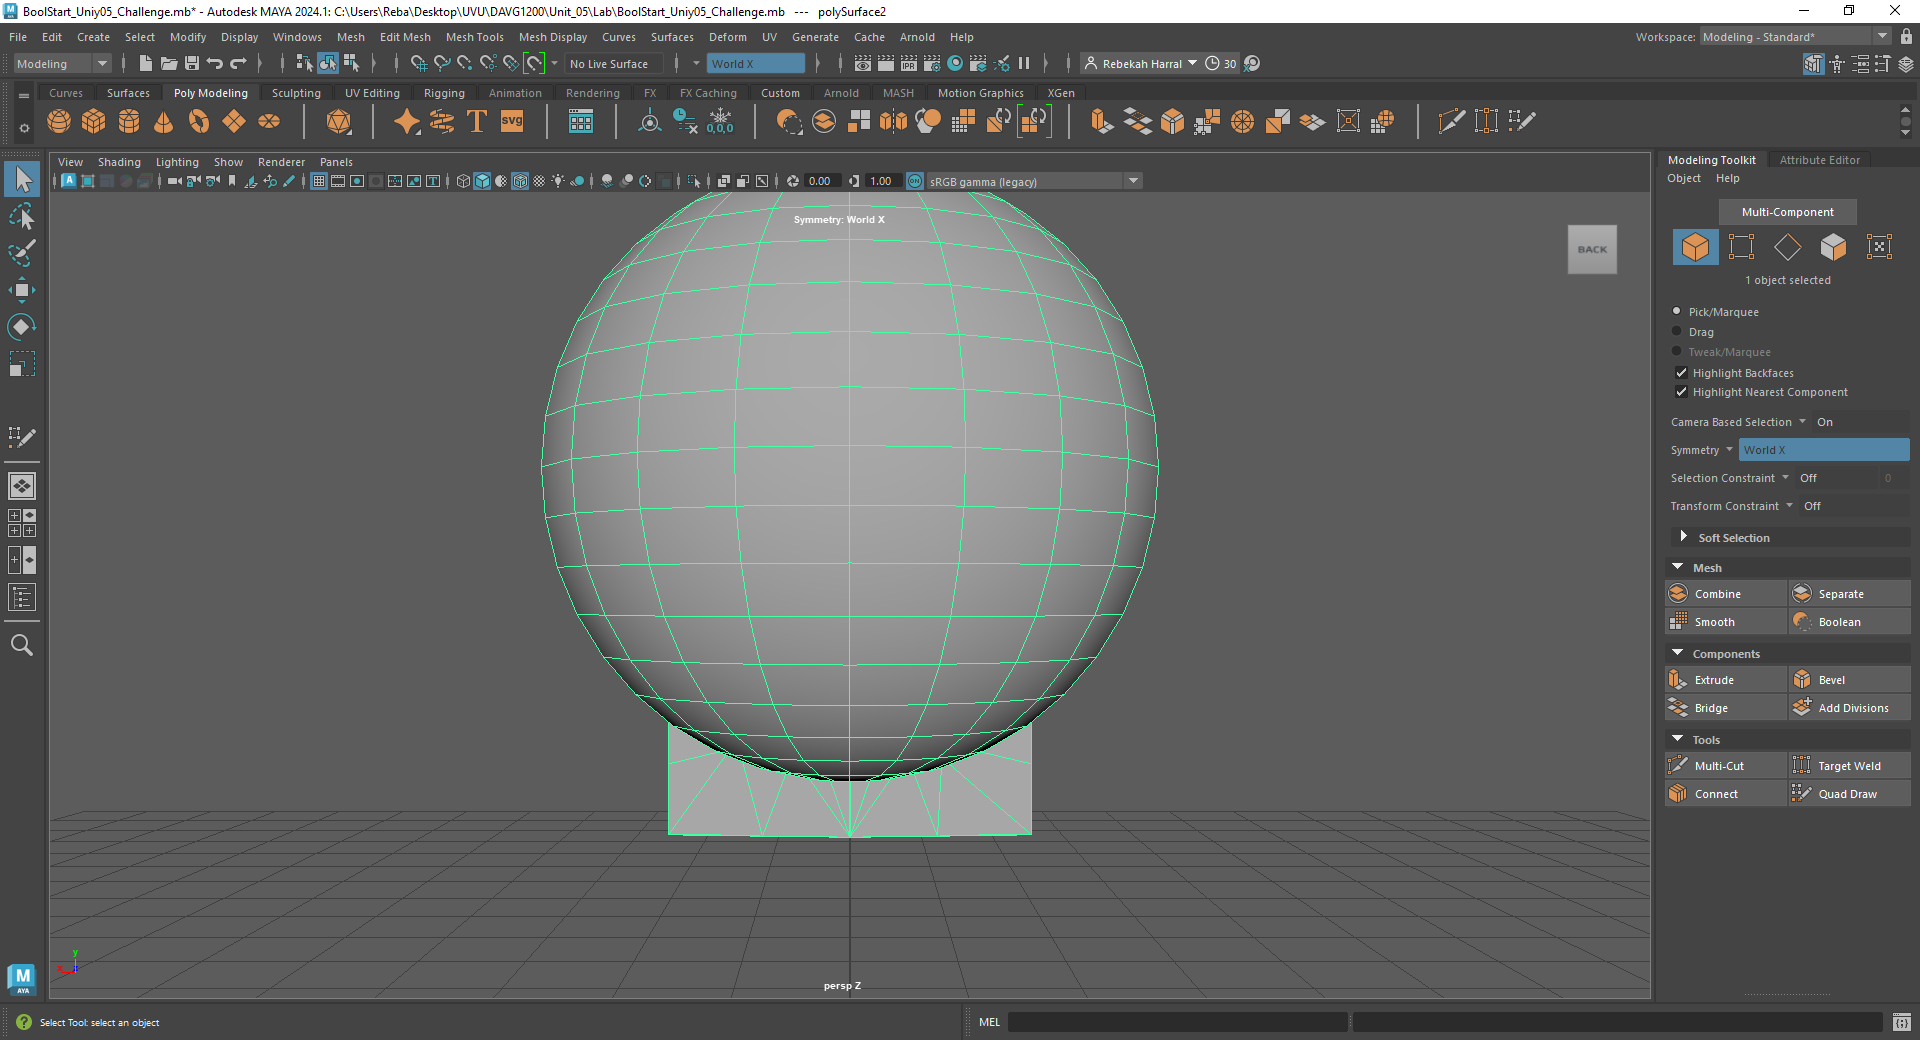 BoolStart_Uniy05_Challenge.mb* - Autodesk MAYA 2024.1: C:\Users\Reba\Desktop\UVU\DAVG1200\Unit_05\Lab\BoolStart_Uniy05_Challenge.mb --- polySurface2
File Edit Create Select Modify Display Windows Mesh Edit Mesh Mesh Tools Mesh Display Curves Surfaces Deform UV Generate Cache Arnold Help Workspace: Modeling - Standard*
Modeling No Live Surface World X IPR Rebekah Harral 30
Curves Surfaces Poly Modeling Sculpting UV Editing Rigging Animation Rendering FX FX Caching Custom Arnold MASH Motion Graphics XGen
T SVG 0,0,0
View Shading Lighting Show Renderer Panels
0.00 1.00 ON sRGB gamma (legacy)
Symmetry: World X
BACK
persp Z
y
x
z
Modeling Toolkit Attribute Editor
Object Help
Multi-Component
1 object selected
Pick/Marquee
Drag
Tweak/Marquee
Highlight Backfaces
Highlight Nearest Component
Camera Based Selection On
Symmetry World X
Selection Constraint Off 0
Transform Constraint Off
Soft Selection
Mesh
Combine Separate
Smooth Boolean
Components
Extrude Bevel
Bridge Add Divisions
Tools
Multi-Cut Target Weld
Connect Quad Draw
M
AYA
Select Tool: select an object MEL